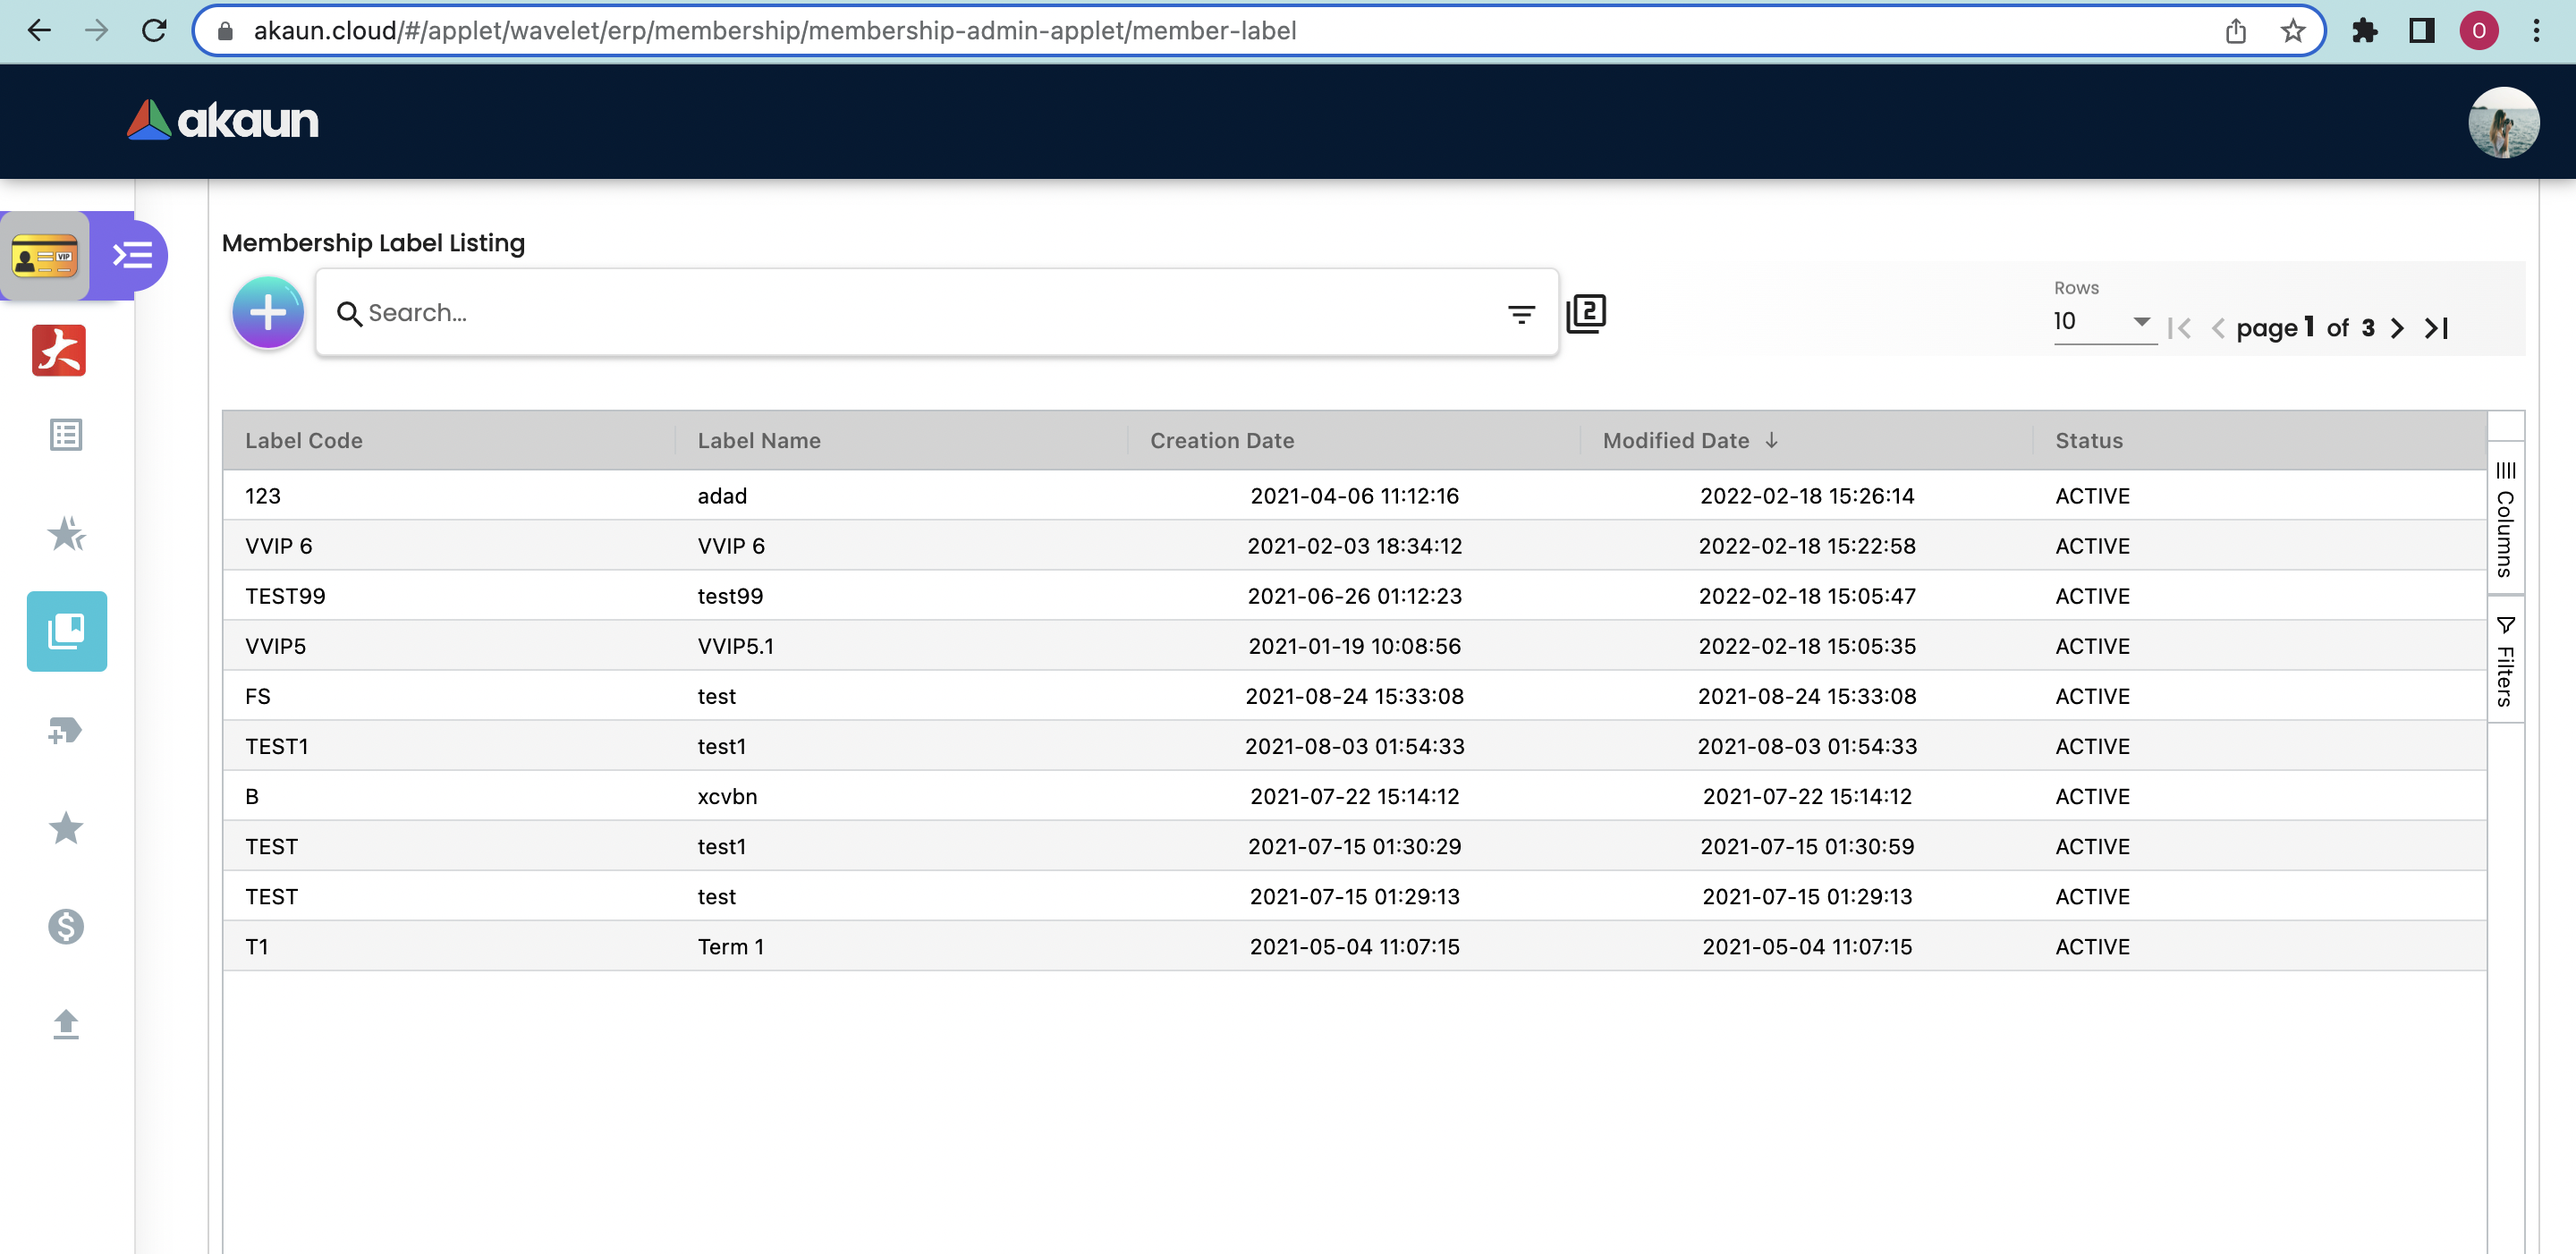 akaun.cloud/#/applet/wavelet/erp/membership/membership-admin-applet/member-label
O
akaun
VIP
Membership Label Listing
Search...
2
Rows
10
page 1 of 3
Label Code Label Name Creation Date Modified Date Status
123 adad 2021-04-06 11:12:16 2022-02-18 15:26:14 ACTIVE
VVIP 6 VVIP 6 2021-02-03 18:34:12 2022-02-18 15:22:58 ACTIVE
TEST99 test99 2021-06-26 01:12:23 2022-02-18 15:05:47 ACTIVE
VVIP5 VVIP5.1 2021-01-19 10:08:56 2022-02-18 15:05:35 ACTIVE
FS test 2021-08-24 15:33:08 2021-08-24 15:33:08 ACTIVE
TEST1 test1 2021-08-03 01:54:33 2021-08-03 01:54:33 ACTIVE
B xcvbn 2021-07-22 15:14:12 2021-07-22 15:14:12 ACTIVE
TEST test1 2021-07-15 01:30:29 2021-07-15 01:30:59 ACTIVE
TEST test 2021-07-15 01:29:13 2021-07-15 01:29:13 ACTIVE
T1 Term 1 2021-05-04 11:07:15 2021-05-04 11:07:15 ACTIVE
Columns
Filters